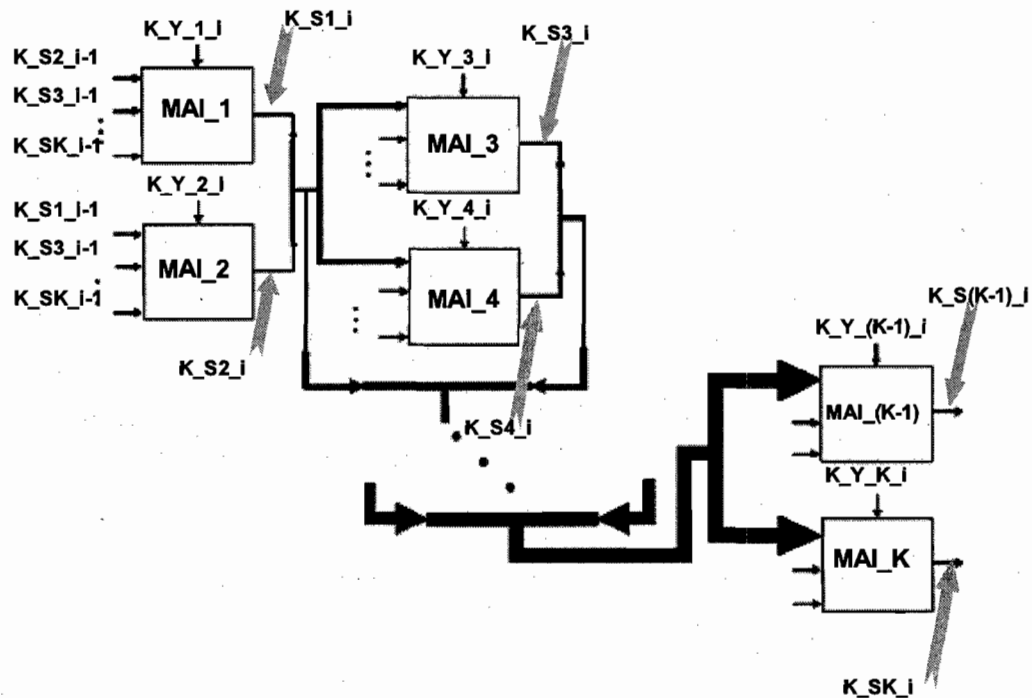 K_Y_1_i
K_S1_i
K_S2_i-1
K_S3_i-1
K_SK_i-1
MAI_1
K_Y_2_i
K_S1_i-1
K_S3_i-1
K_SK_i-1
MAI_2
K_S2_i
K_S3_i
K_Y_3_i
MAI_3
K_Y_4_i
MAI_4
K_S4_i
K_S(K-1)_i
K_Y_(K-1)_i
MAI_(K-1)
K_Y_K_i
MAI_K
K_SK_i